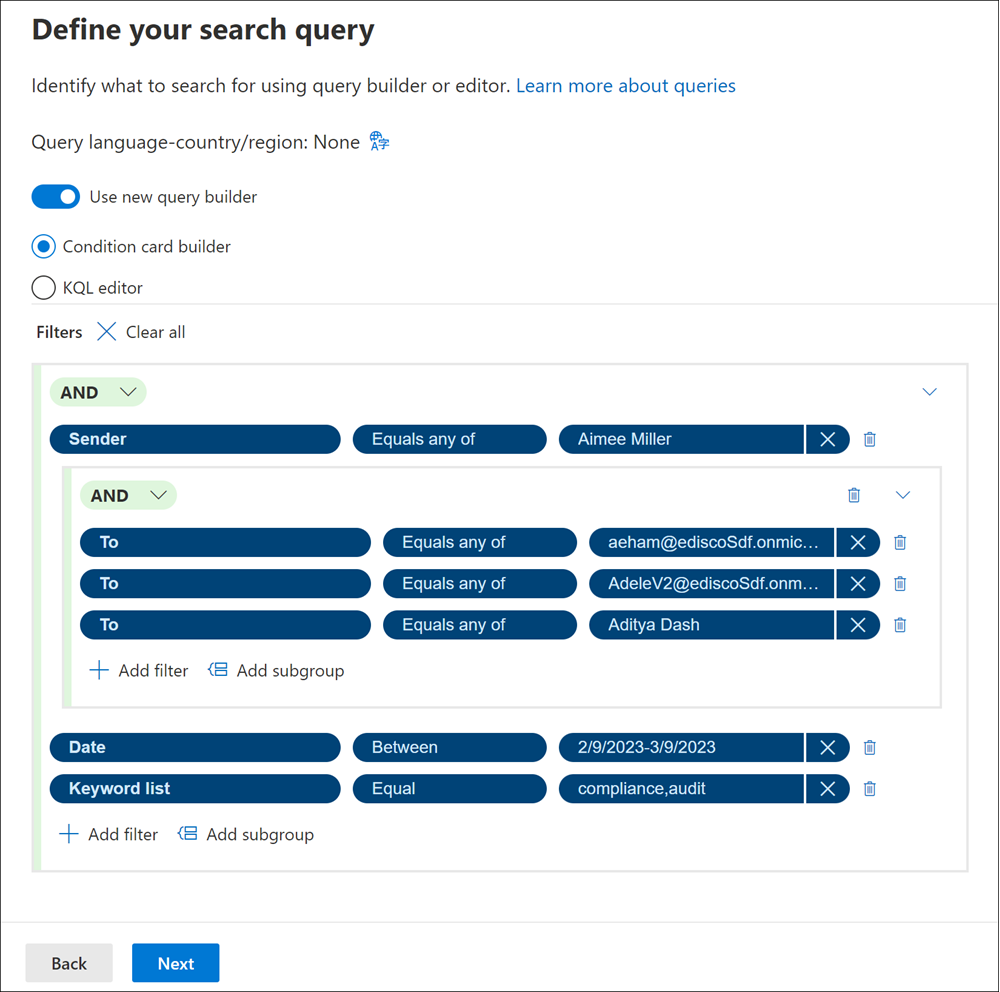 Define your search query
Identify what to search for using query builder or editor. Learn more about queries
Query language-country/region: None
Use new query builder
Condition card builder
KQL editor
Filters Clear all
AND
Sender Equals any of Aimee Miller
AND
To Equals any of aeham@ediscoSdf.onmic...
To Equals any of AdeleV2@ediscoSdf.onm...
To Equals any of Aditya Dash
Add filter Add subgroup
Date Between 2/9/2023-3/9/2023
Keyword list Equal compliance,audit
Add filter Add subgroup
Back Next